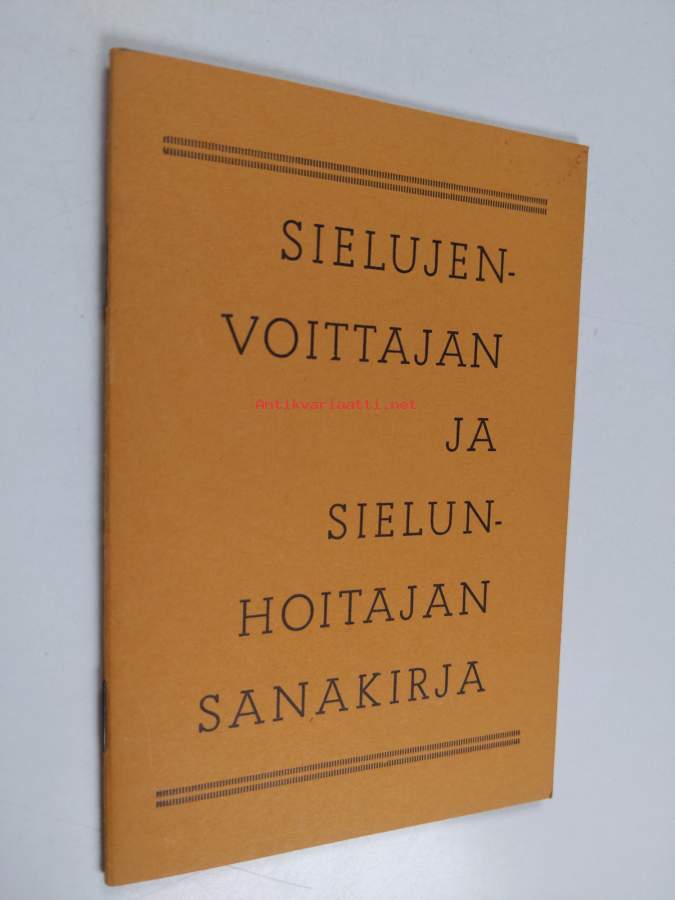 SIELUJEN-
VOITTAJAN
Antikvariaatti.net
JA
SIELUN-
HOITAJAN
SANAKIRJA